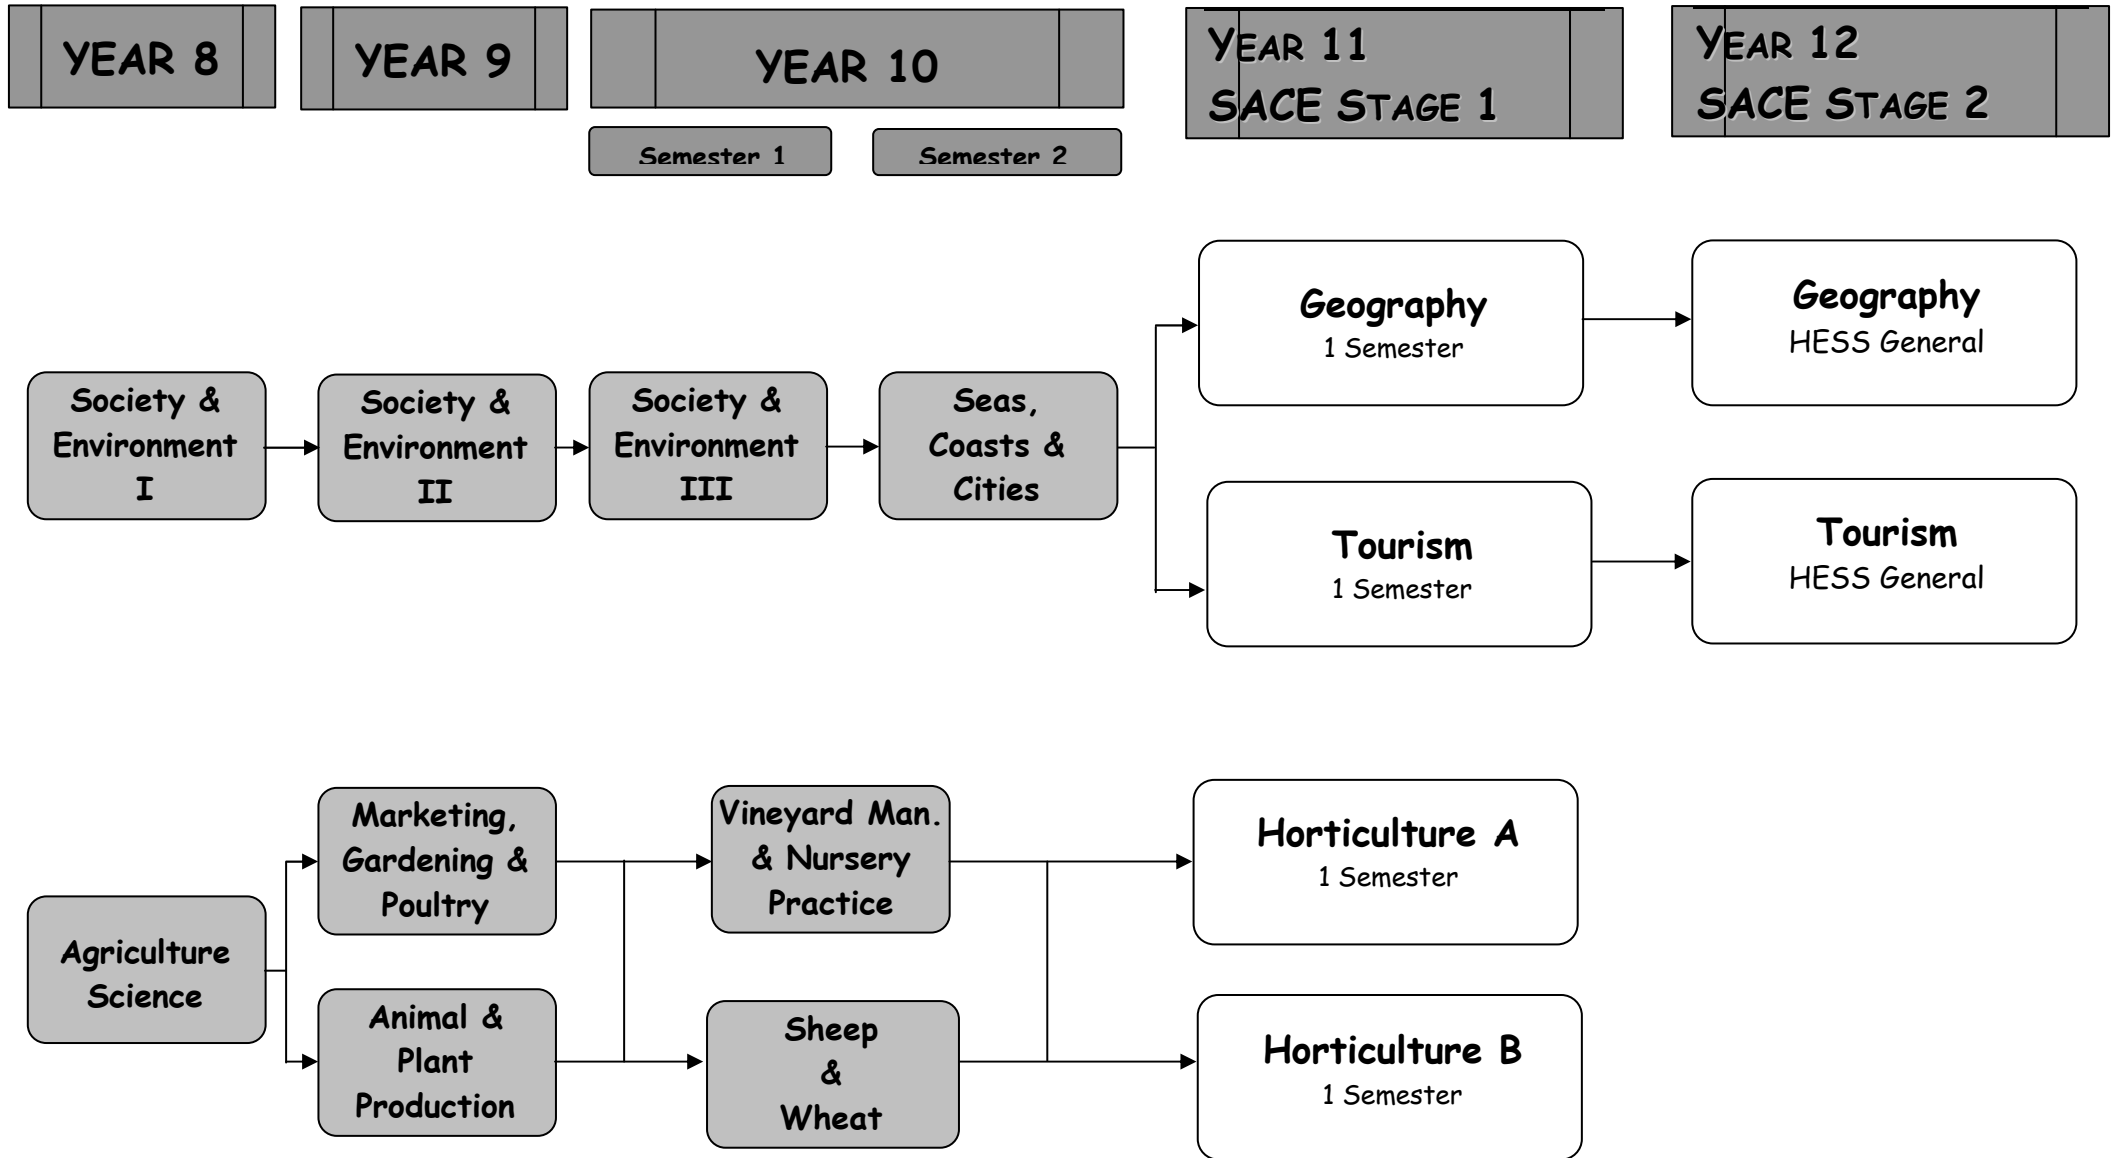 YEAR 8
YEAR 9
YEAR 10
YEAR 11
SACE STAGE 1
YEAR 12
SACE STAGE 2
Semester 1
Semester 2
Geography
1 Semester
Geography
HESS General
Society &
Environment
I
Society &
Environment
II
Society &
Environment
III
Seas,
Coasts &
Cities
Tourism
1 Semester
Tourism
HESS General
Agriculture
Science
Marketing,
Gardening &
Poultry
Vineyard Man.
& Nursery
Practice
Horticulture A
1 Semester
Animal &
Plant
Production
Sheep
&
Wheat
Horticulture B
1 Semester